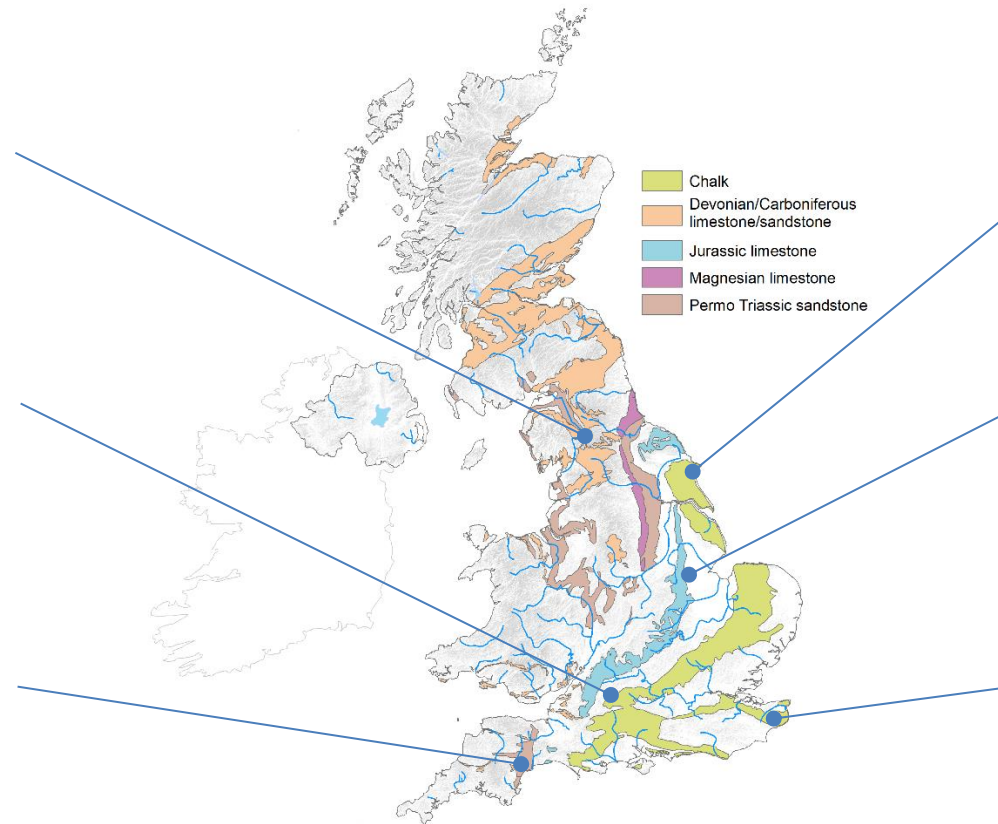 Chalk
Devonian/Carboniferous
limestone/sandstone
Jurassic limestone
Magnesian limestone
Permo Triassic sandstone